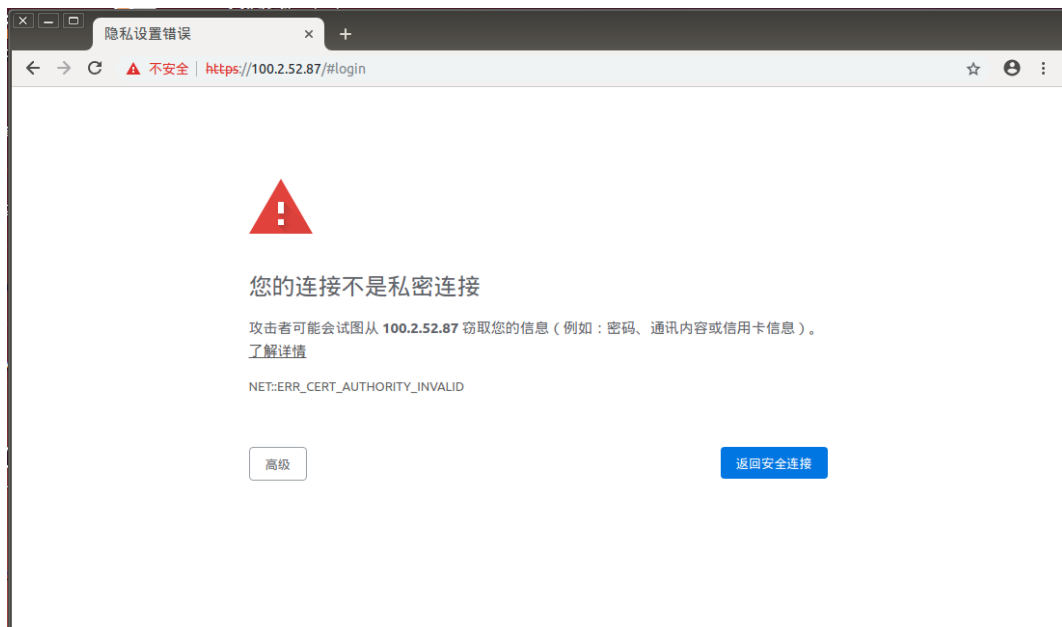 隐私设置错误
不安全 | https://100.2.52.87/#login
您的连接不是私密连接
攻击者可能会试图从 100.2.52.87 窃取您的信息（例如：密码、通讯内容或信用卡信息）。
了解详情
NET::ERR_CERT_AUTHORITY_INVALID
高级 返回安全连接